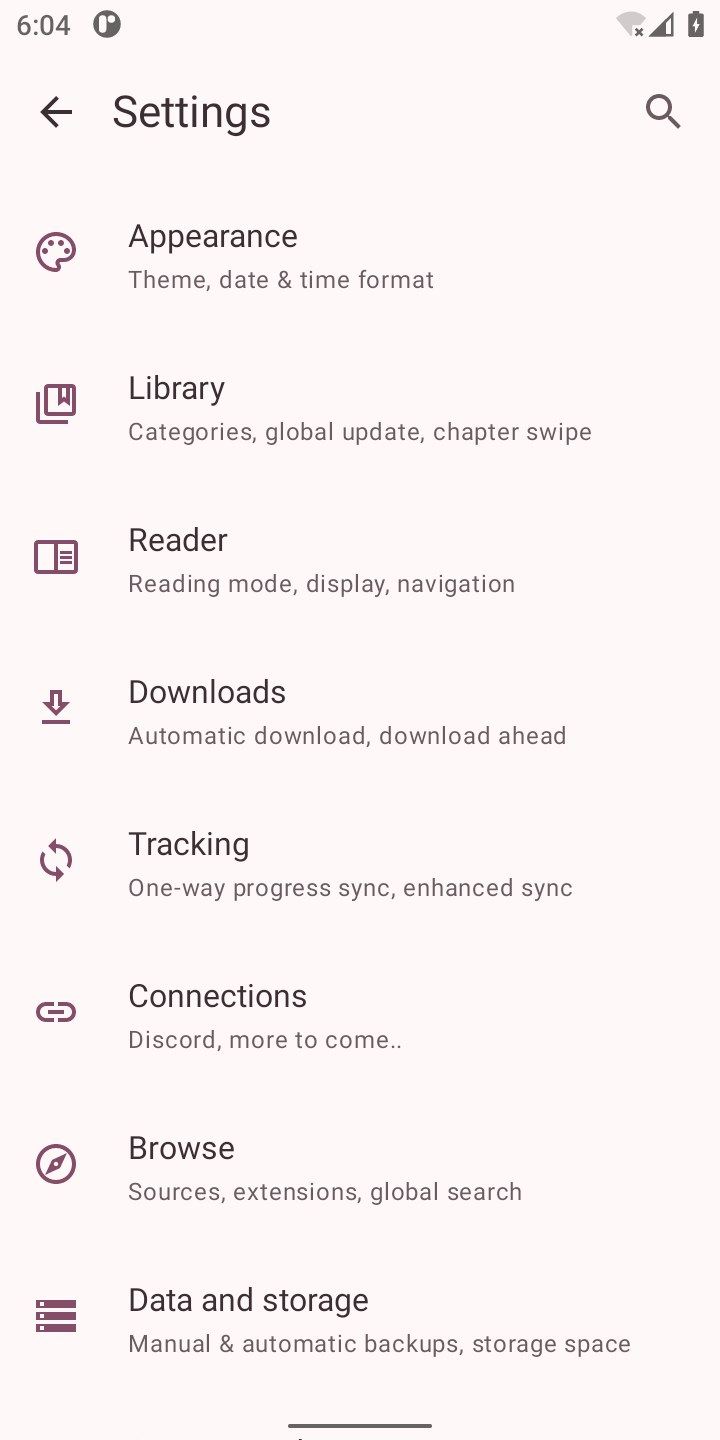 6:04
Settings
Appearance
Theme, date & time format
Library
Categories, global update, chapter swipe
Reader
Reading mode, display, navigation
Downloads
Automatic download, download ahead
Tracking
One-way progress sync, enhanced sync
Connections
Discord, more to come..
Browse
Sources, extensions, global search
Data and storage
Manual & automatic backups, storage space